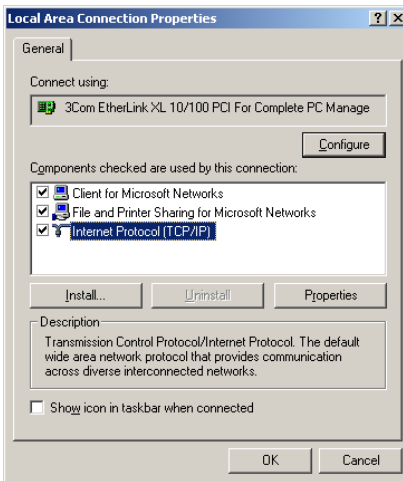 Local Area Connection Properties
General
Connect using:
3Com EtherLink XL 10/100 PCI For Complete PC Manage
Configure
Components checked are used by this connection:
Client for Microsoft Networks
File and Printer Sharing for Microsoft Networks
Internet Protocol (TCP/IP)
Install...
Uninstall
Properties
Description
Transmission Control Protocol/Internet Protocol. The default
wide area network protocol that provides communication
across diverse interconnected networks.
Show icon in taskbar when connected
OK
Cancel